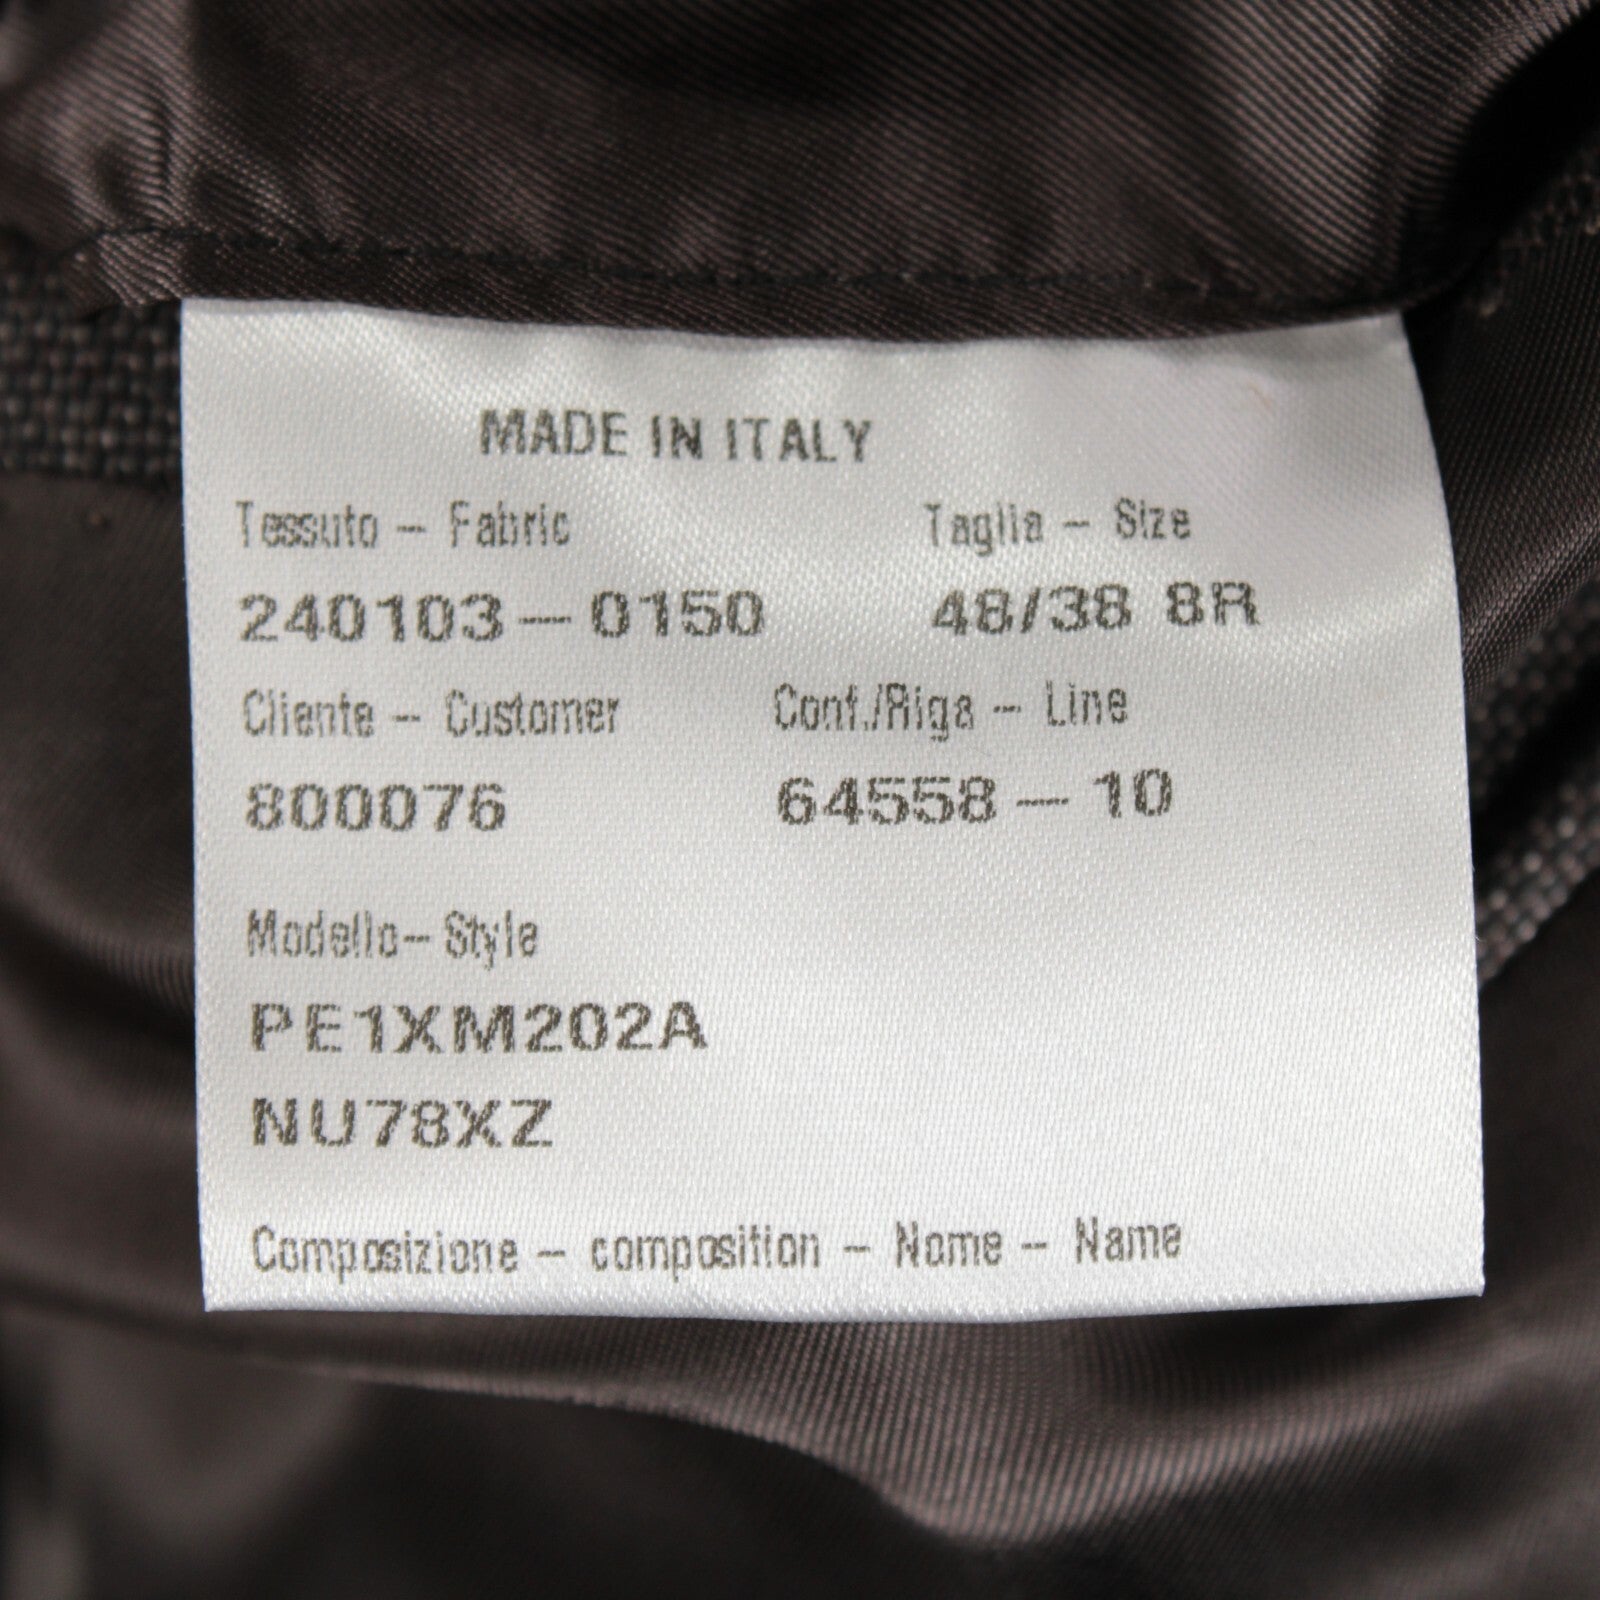 MADE IN ITALY
Tessuto – Fabric Taglia – Size
240103–0150 48/38 8R
Cliente – Customer Conf./Riga – Line
800076 64558–10
Modello– Style
PE1XM202A
NU78XZ
Composizione – composition – Nome – Name